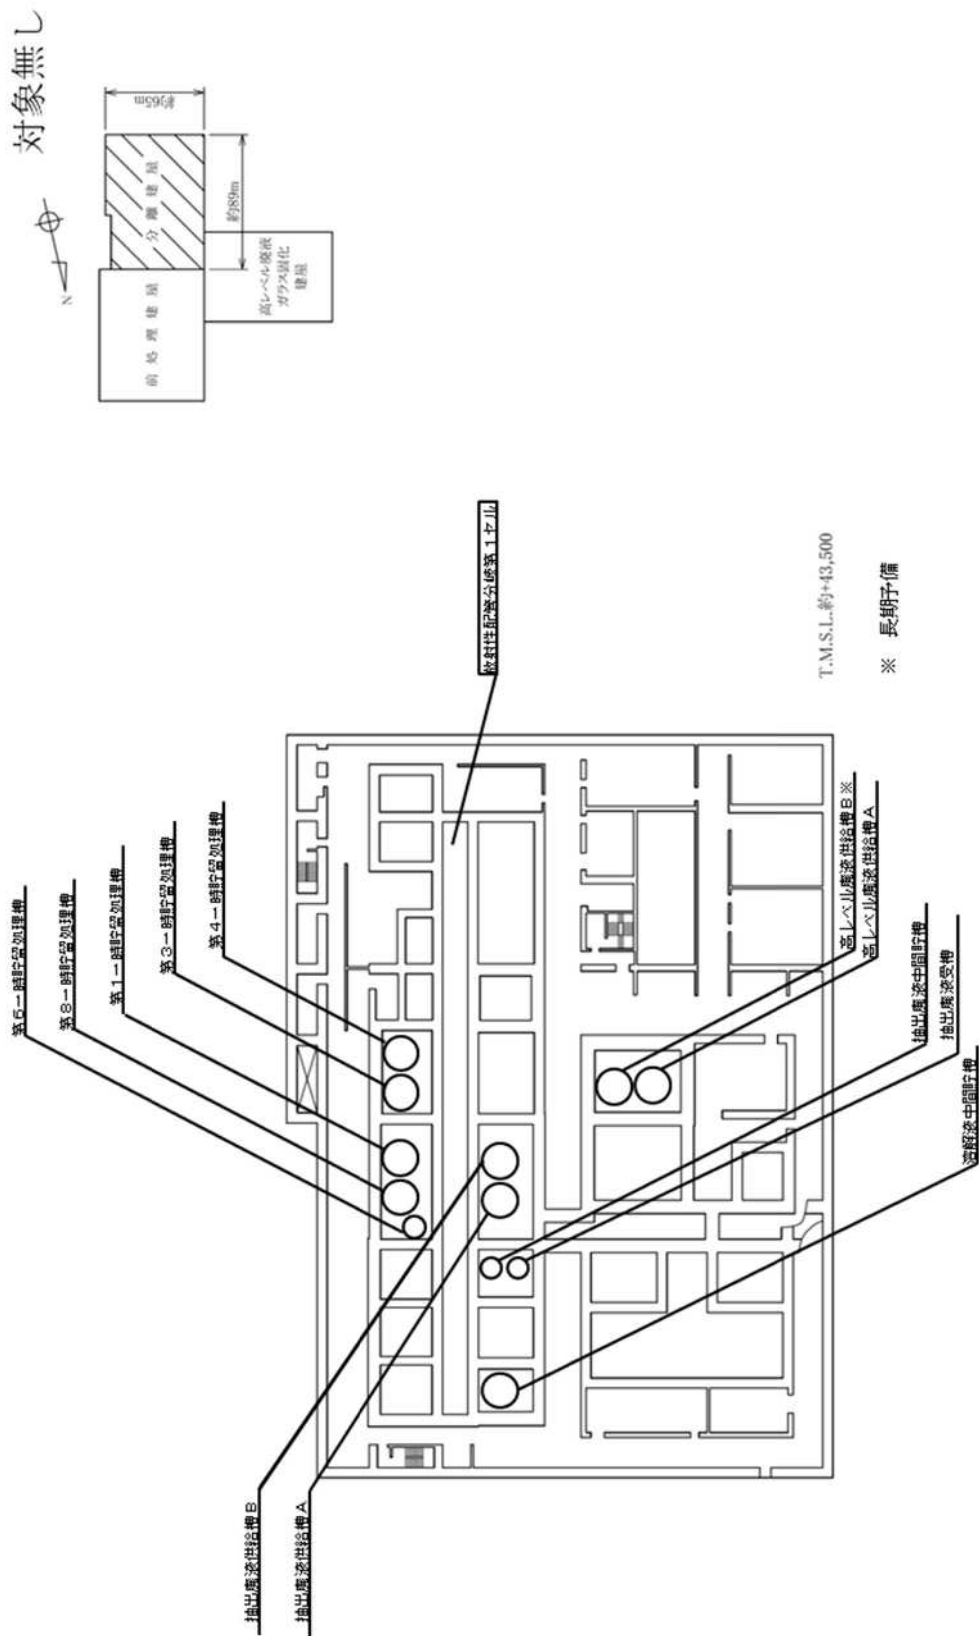 対象無し
N
約65m
分離建屋
約89m
前処理建屋
高レベル廃液
ガラス固化
建屋
放射性配管分岐第1セル
T.M.S.L.約+43,500
※ 長期予備
第6一時貯留処理槽
第8一時貯留処理槽
第1一時貯留処理槽
第3一時貯留処理槽
第4一時貯留処理槽
高レベル廃液供給槽B※
高レベル廃液供給槽A
抽出廃液中間貯槽
抽出廃液受槽
溶解液中間貯槽
抽出廃液供給槽B
抽出廃液供給槽A